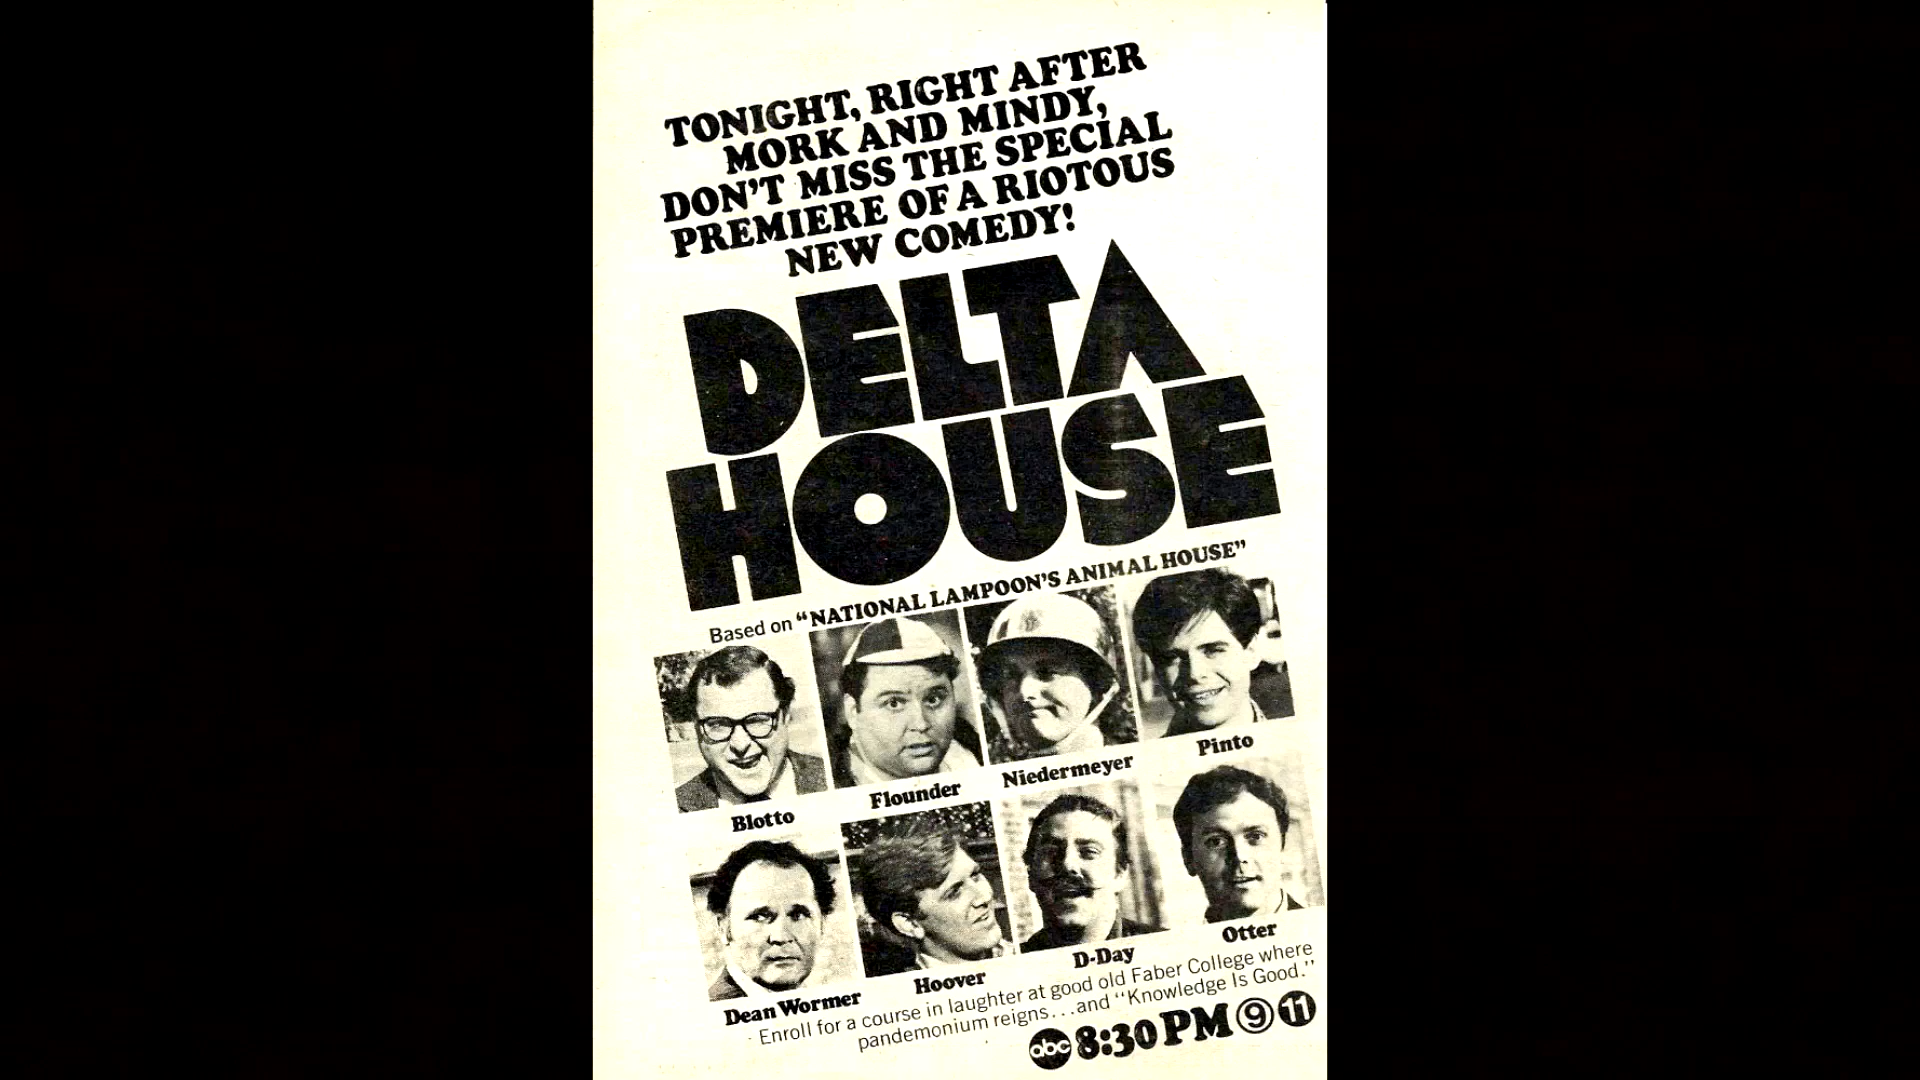 TONIGHT, RIGHT AFTER
MORK AND MINDY,
DON'T MISS THE SPECIAL
PREMIERE OF A RIOTOUS
NEW COMEDY!
DELTA
HOUSE
Based on “NATIONAL LAMPOON'S ANIMAL HOUSE”
Blotto
Flounder
Niedermeyer
Pinto
Dean Wormer
Hoover
D-Day
Otter
Enroll for a course in laughter at good old Faber College where
pandemonium reigns...and “Knowledge Is Good.”
abc 8:30 PM 9 11